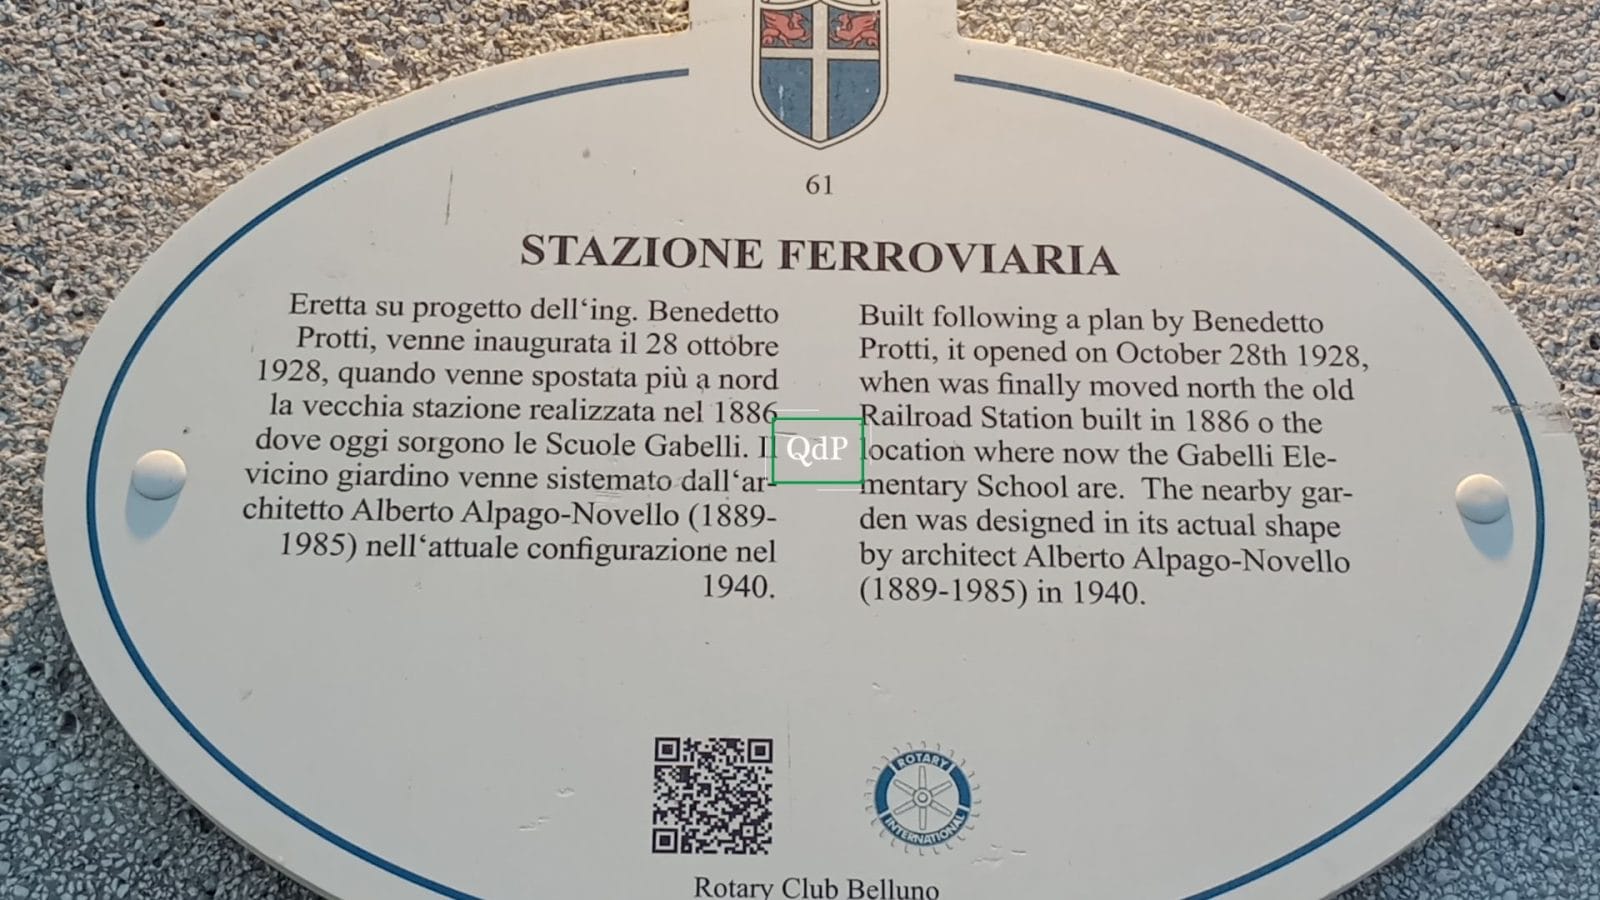 61
STAZIONE FERROVIARIA
Eretta su progetto dell‘ing. Benedetto
Protti, venne inaugurata il 28 ottobre
1928, quando venne spostata più a nord
la vecchia stazione realizzata nel 1886
dove oggi sorgono le Scuole Gabelli. Il
vicino giardino venne sistemato dall‘ar-
chitetto Alberto Alpago-Novello (1889-
1985) nell‘attuale configurazione nel
1940.
Built following a plan by Benedetto
Protti, it opened on October 28th 1928,
when was finally moved north the old
Railroad Station built in 1886 o the
location where now the Gabelli Ele-
mentary School are. The nearby gar-
den was designed in its actual shape
by architect Alberto Alpago-Novello
(1889-1985) in 1940.
QdP
ROTARY
INTERNATIONAL
Rotary Club Belluno